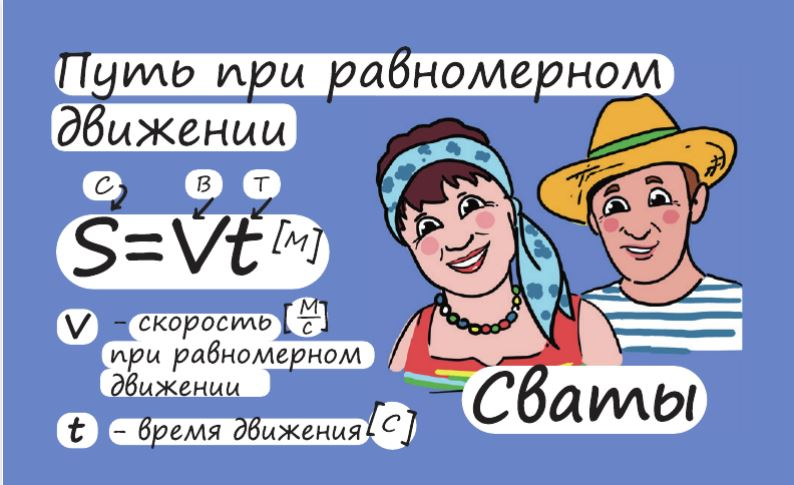 Путь при равномерном
движении
С В Т
S=Vt [М]
V - скорость [М/С]
при равномерном
движении
t - время движения [С]
Сваты